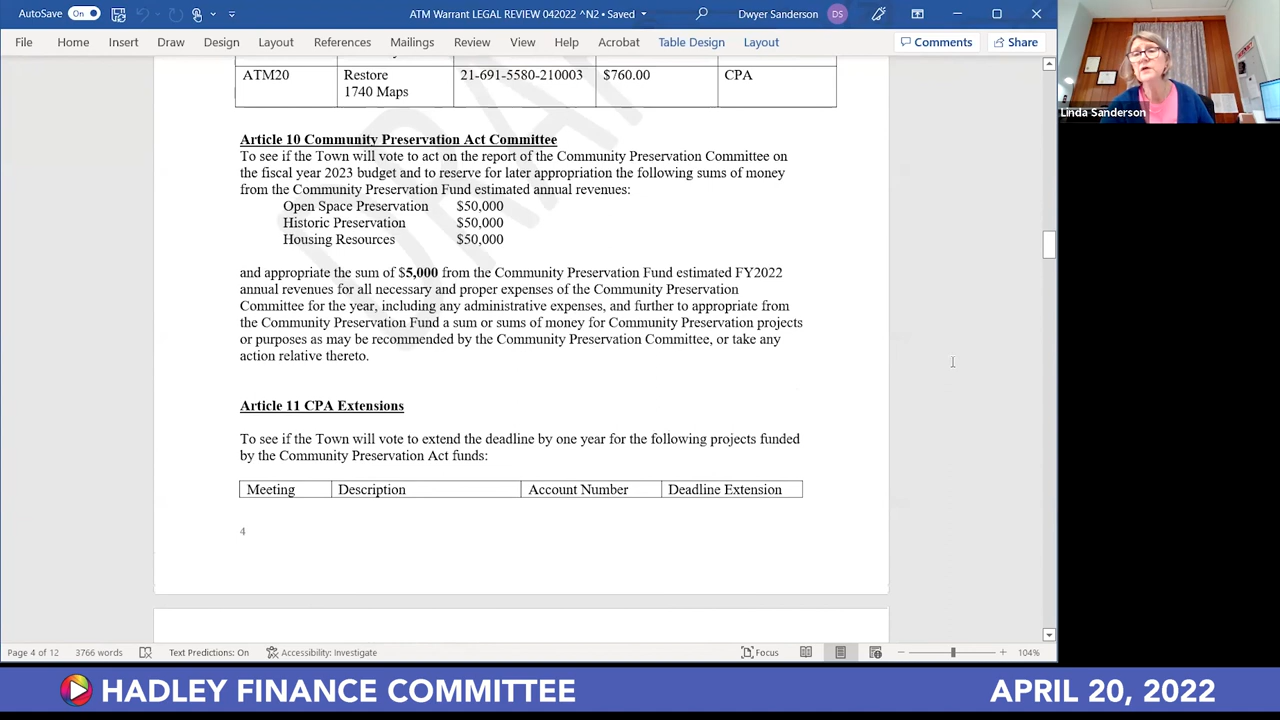 AutoSave On ATM Warrant LEGAL REVIEW 042022 ^N2 • Saved Dwyer Sanderson DS
File Home Insert Draw Design Layout References Mailings Review View Help Acrobat Table Design Layout Comments Share
Linda Sanderson
ATM20 Restore 21-691-5580-210003 $760.00 CPA
1740 Maps
DRA
Article 10 Community Preservation Act Committee
To see if the Town will vote to act on the report of the Community Preservation Committee on
the fiscal year 2023 budget and to reserve for later appropriation the following sums of money
from the Community Preservation Fund estimated annual revenues:
Open Space Preservation $50,000
Historic Preservation $50,000
Housing Resources $50,000
and appropriate the sum of $5,000 from the Community Preservation Fund estimated FY2022
annual revenues for all necessary and proper expenses of the Community Preservation
Committee for the year, including any administrative expenses, and further to appropriate from
the Community Preservation Fund a sum or sums of money for Community Preservation projects
or purposes as may be recommended by the Community Preservation Committee, or take any
action relative thereto.
Article 11 CPA Extensions
To see if the Town will vote to extend the deadline by one year for the following projects funded
by the Community Preservation Act funds:
Meeting Description Account Number Deadline Extension
4
Page 4 of 12 3766 words Text Predictions: On Accessibility: Investigate Focus 104%
HADLEY FINANCE COMMITTEE APRIL 20, 2022